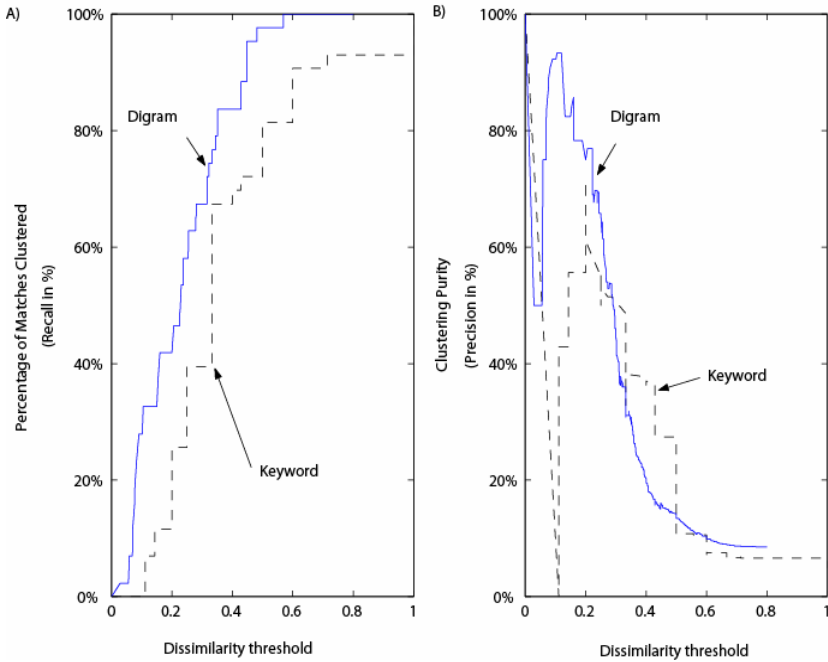 A)
100%
80%
60%
40%
20%
0%
0
0.2
0.4
0.6
0.8
1
Percentage of Matches Clustered
(Recall in %)
Dissimilarity threshold
Digram
Keyword
B)
100%
80%
60%
40%
20%
0%
0
0.2
0.4
0.6
0.8
1
Clustering Purity
(Precision in %)
Dissimilarity threshold
Digram
Keyword